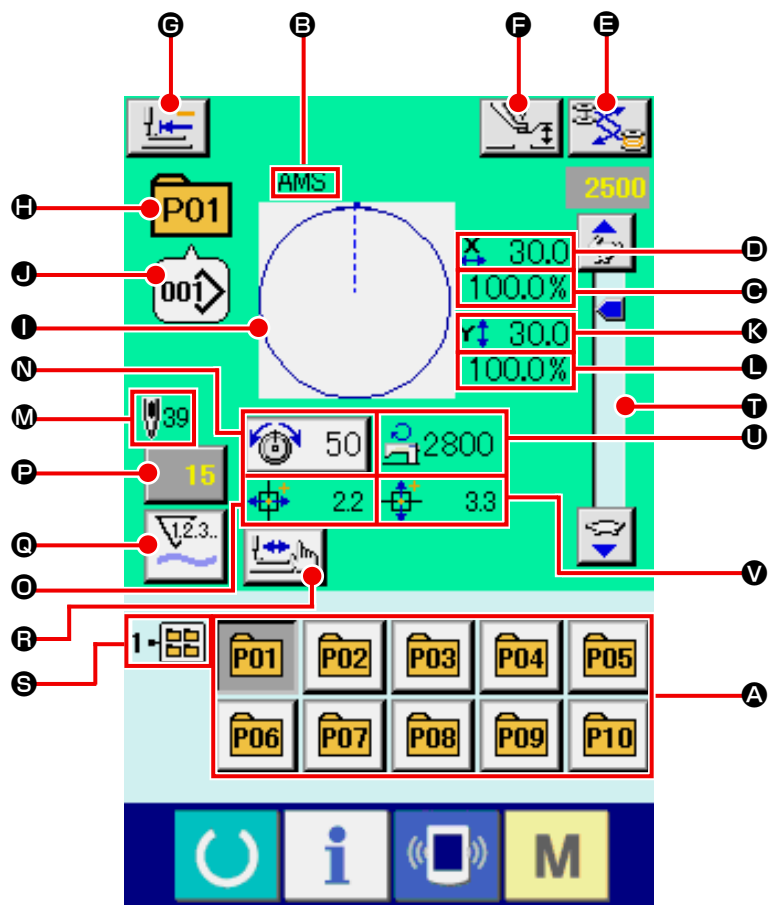 G B F E
AMS
2500
H P01
X 30.0 D
J 001 100.0% C
I
Y 30.0 K
N 100.0% L
M 39 T
50 2800 U
P 15
2.2 3.3
Q 1.2.3..
O V
R
S 1 P01 P02 P03 P04 P05 A
P06 P07 P08 P09 P10
i M